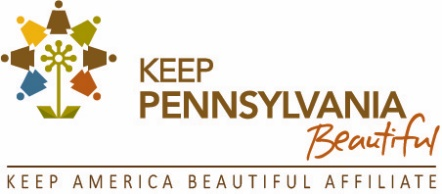 KEEP
PENNSYLVANIA
Beautiful
KEEP AMERICA BEAUTIFUL AFFILIATE